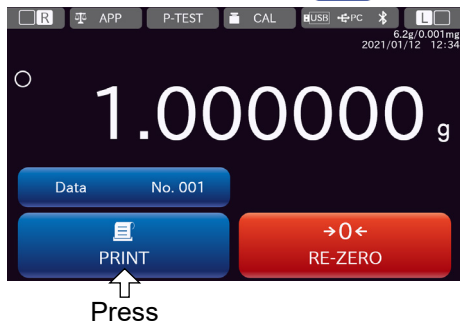 R APP P-TEST CAL USB PC L
6.2g/0.001mg
2021/01/12 12:34
1.000000 g
Data No. 001
→0←
PRINT RE-ZERO
Press